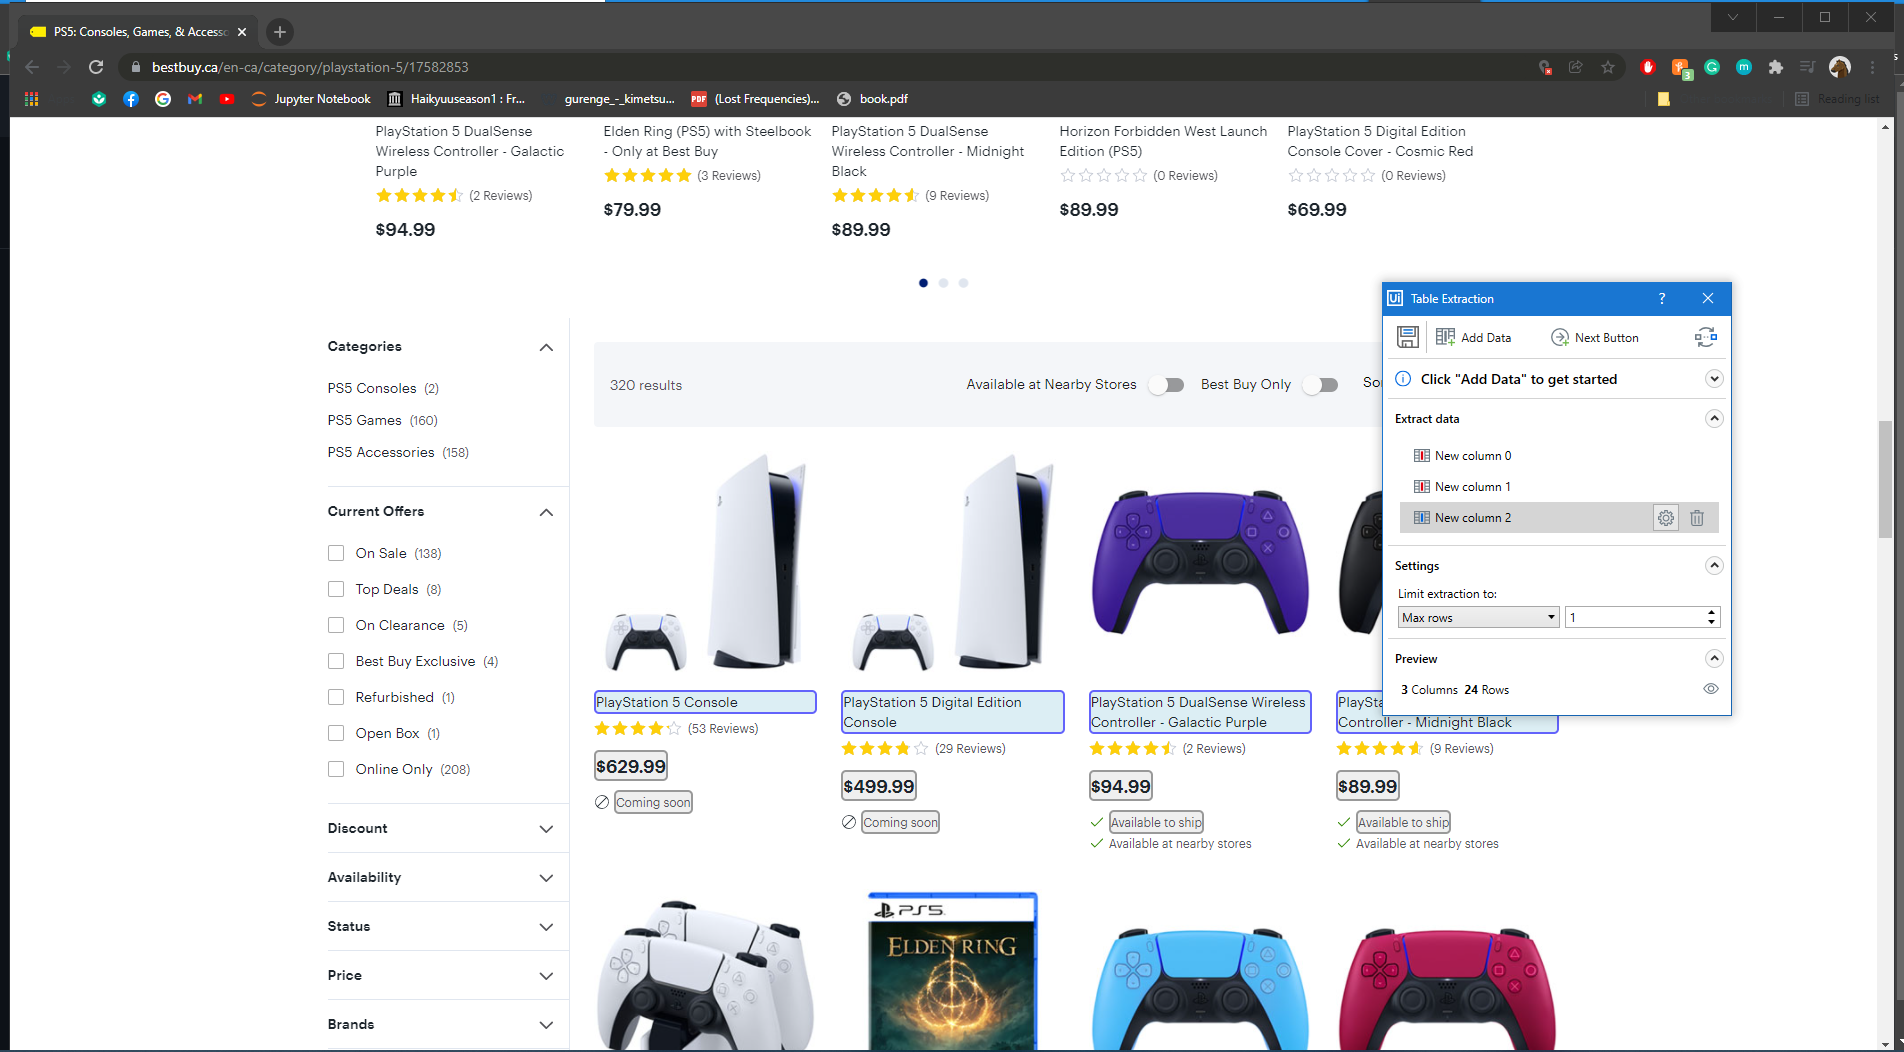 PS5: Consoles, Games, & Accesso
bestbuy.ca/en-ca/category/playstation-5/17582853
3
Jupyter Notebook
Haikyuuseason1 : Fr...
gurenge_-_kimetsu...
PDF
(Lost Frequencies)...
book.pdf
Reading list
PlayStation 5 DualSense
Wireless Controller - Galactic
Purple
(2 Reviews)
$94.99
Elden Ring (PS5) with Steelbook
- Only at Best Buy
(3 Reviews)
$79.99
PlayStation 5 DualSense
Wireless Controller - Midnight
Black
(9 Reviews)
$89.99
Horizon Forbidden West Launch
Edition (PS5)
(0 Reviews)
$89.99
PlayStation 5 Digital Edition
Console Cover - Cosmic Red
(0 Reviews)
$69.99
Categories
PS5 Consoles (2)
PS5 Games (160)
PS5 Accessories (158)
Current Offers
On Sale (138)
Top Deals (8)
On Clearance (5)
Best Buy Exclusive (4)
Refurbished (1)
Open Box (1)
Online Only (208)
Discount
Availability
Status
Price
Brands
320 results
Available at Nearby Stores
Best Buy Only
So
PlayStation 5 Console
(53 Reviews)
$629.99
Coming soon
PlayStation 5 Digital Edition
Console
(29 Reviews)
$499.99
Coming soon
PlayStation 5 DualSense Wireless
Controller - Galactic Purple
(2 Reviews)
$94.99
Available to ship
Available at nearby stores
PlaySta
Controller - Midnight Black
(9 Reviews)
$89.99
Available to ship
Available at nearby stores
PS5
ELDEN RING
Ui Table Extraction
?
Add Data
Next Button
Click "Add Data" to get started
Extract data
New column 0
New column 1
New column 2
Settings
Limit extraction to:
Max rows
1
Preview
3 Columns 24 Rows